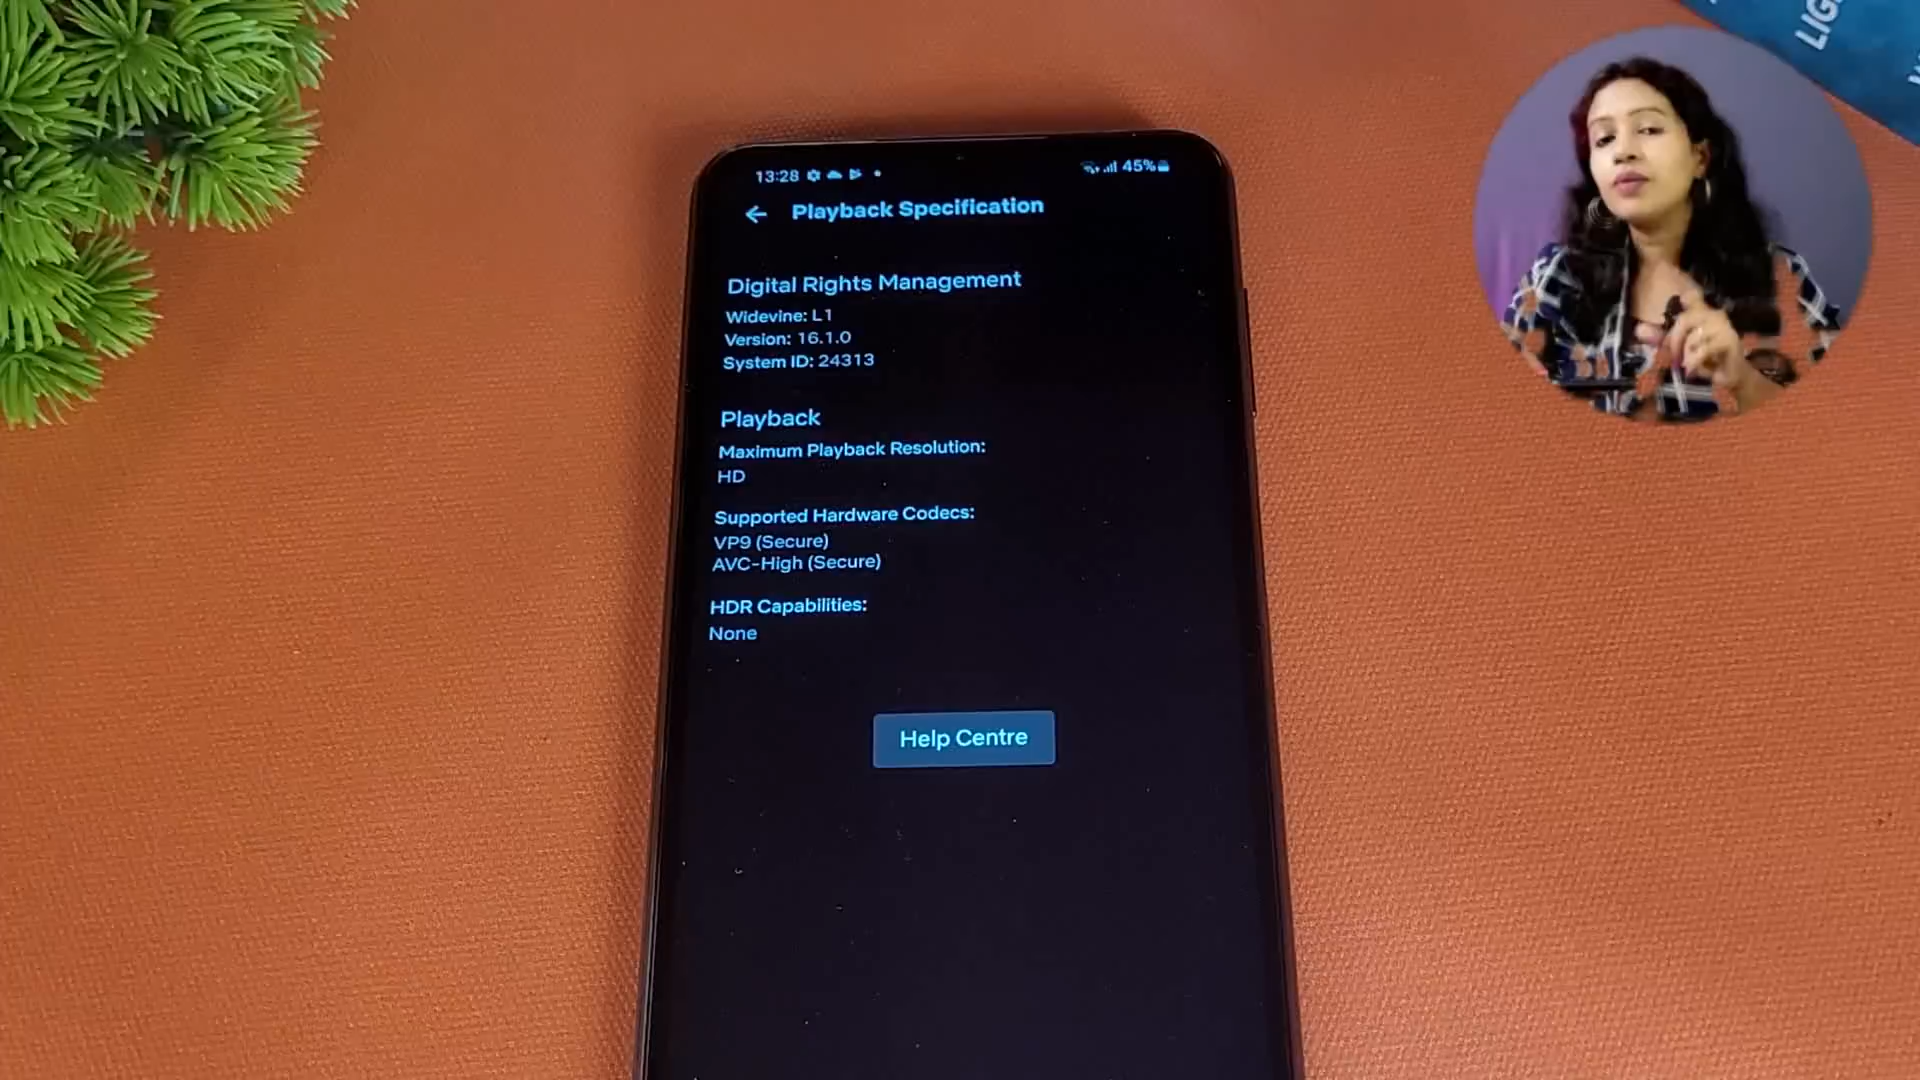 13:28
45%
Playback Specification
Digital Rights Management
Widevine: L1
Version: 16.1.0
System ID: 24313
Playback
Maximum Playback Resolution:
HD
Supported Hardware Codecs:
VP9 (Secure)
AVC-High (Secure)
HDR Capabilities:
None
Help Centre